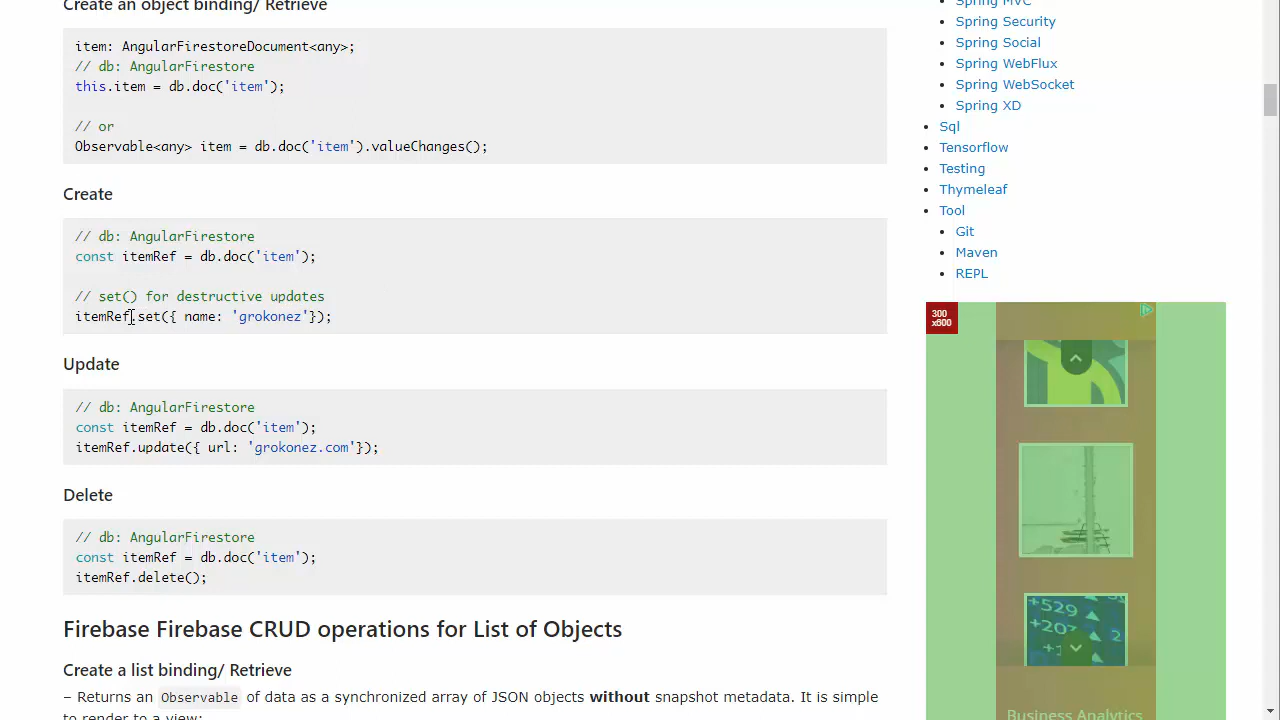 Create an object binding/ Retrieve
item: AngularFirestoreDocument<any>;
// db: AngularFirestore
this.item = db.doc('item');
// or
Observable<any> item = db.doc('item').valueChanges();
Create
// db: AngularFirestore
const itemRef = db.doc('item');
// set() for destructive updates
itemRef.set({ name: 'grokonez'});
Update
// db: AngularFirestore
const itemRef = db.doc('item');
itemRef.update({ url: 'grokonez.com'});
Delete
// db: AngularFirestore
const itemRef = db.doc('item');
itemRef.delete();
Firebase Firebase CRUD operations for List of Objects
Create a list binding/ Retrieve
– Returns an Observable of data as a synchronized array of JSON objects without snapshot metadata. It is simple
to render to a view:
Spring MVC
Spring Security
Spring Social
Spring WebFlux
Spring WebSocket
Spring XD
Sql
Tensorflow
Testing
Thymeleaf
Tool
Git
Maven
REPL
300
x600
+529
Business Analytics